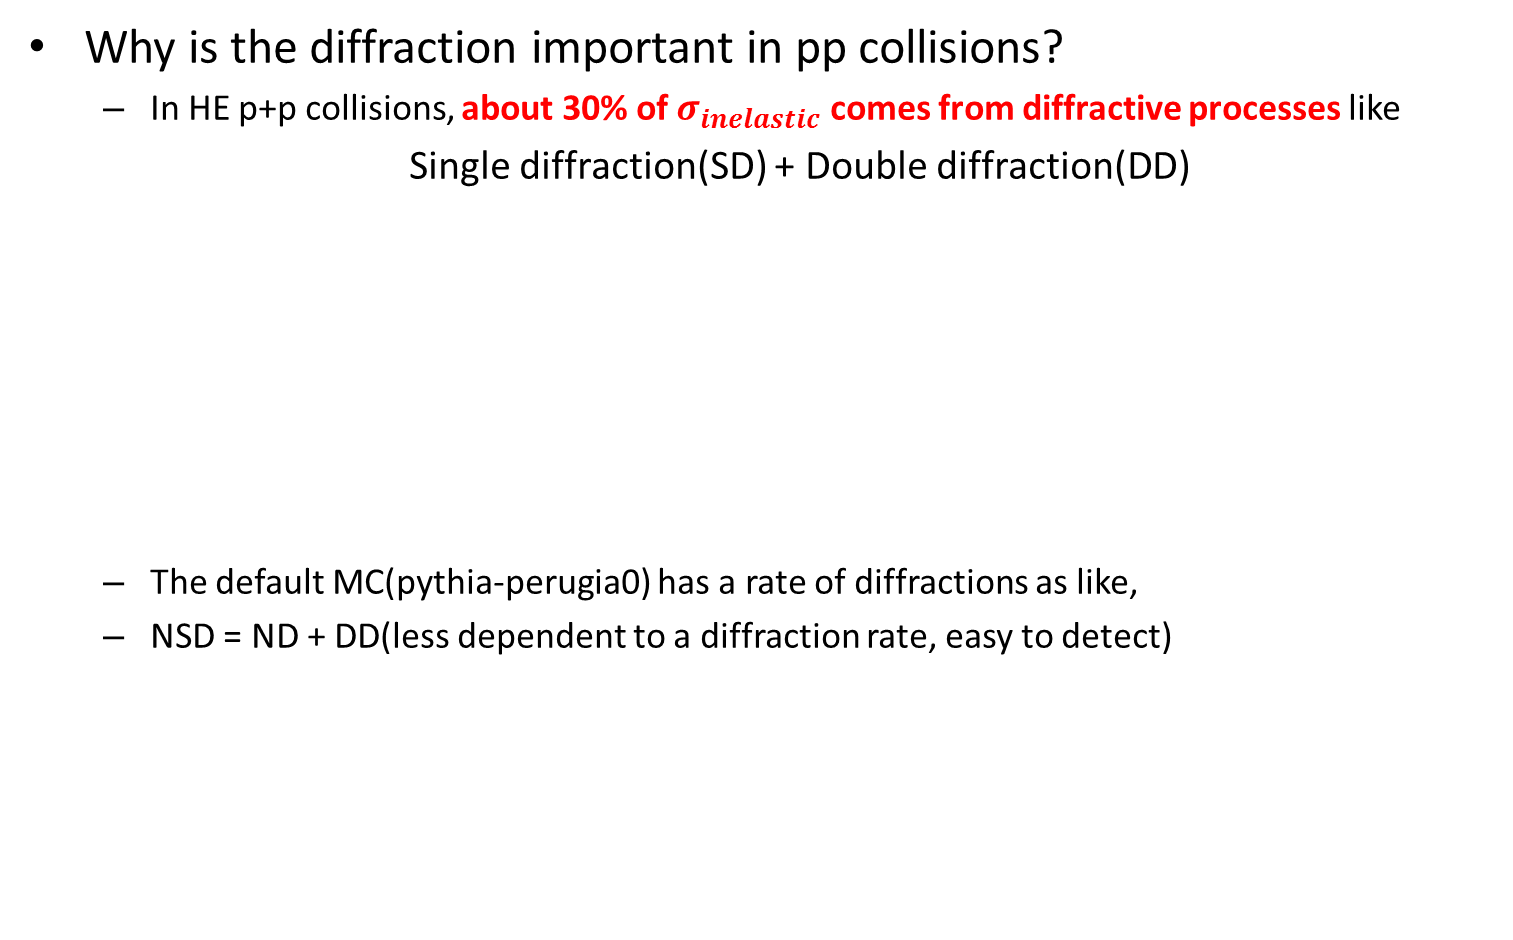 • Why is the diffraction important in pp collisions?
– In HE p+p collisions, about 30% of σ_inelastic comes from diffractive processes like
Single diffraction(SD) + Double diffraction(DD)
– The default MC(pythia-perugia0) has a rate of diffractions as like,
– NSD = ND + DD(less dependent to a diffraction rate, easy to detect)